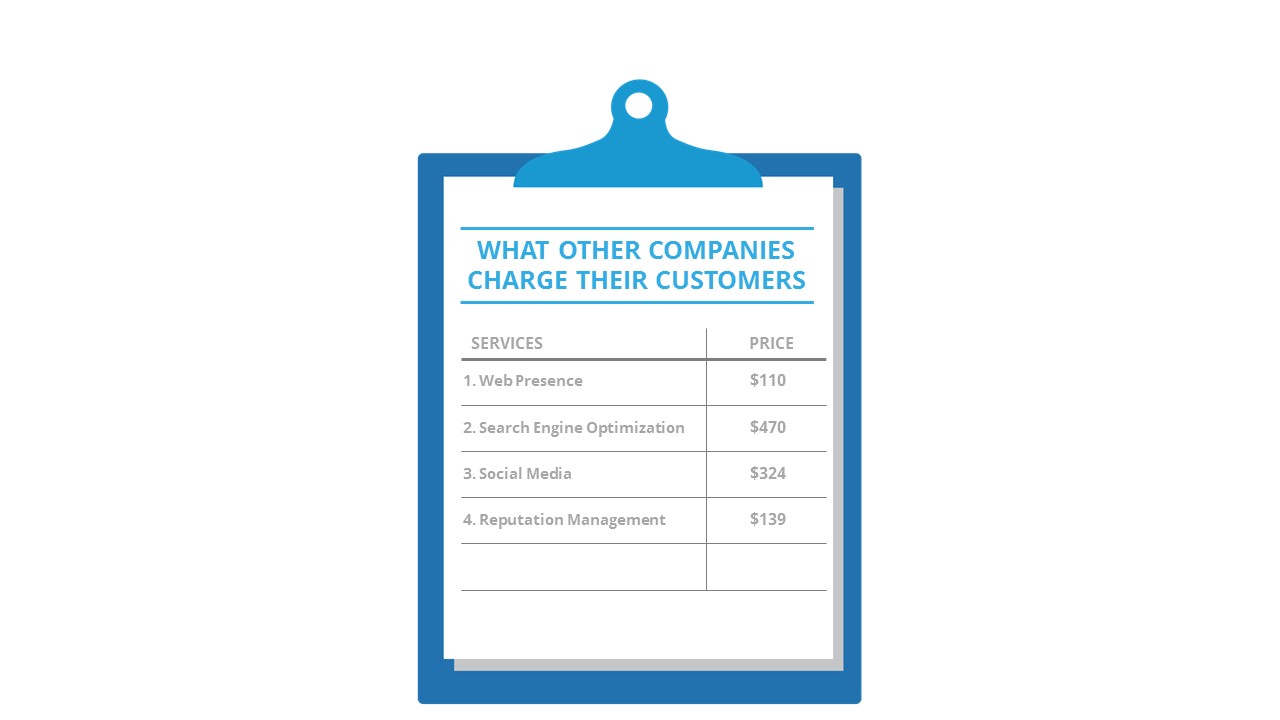 WHAT OTHER COMPANIES
CHARGE THEIR CUSTOMERS
SERVICES PRICE
1. Web Presence $110
2. Search Engine Optimization $470
3. Social Media $324
4. Reputation Management $139